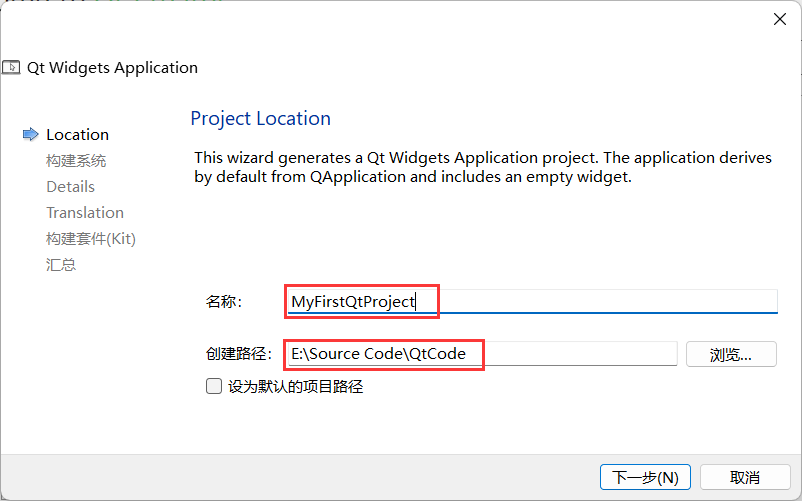 Qt Widgets Application
Location
构建系统
Details
Translation
构建套件(Kit)
汇总
Project Location
This wizard generates a Qt Widgets Application project. The application derives
by default from QApplication and includes an empty widget.
名称：
MyFirstQtProject
创建路径：
E:\Source Code\QtCode
浏览...
设为默认的项目路径
下一步(N)
取消